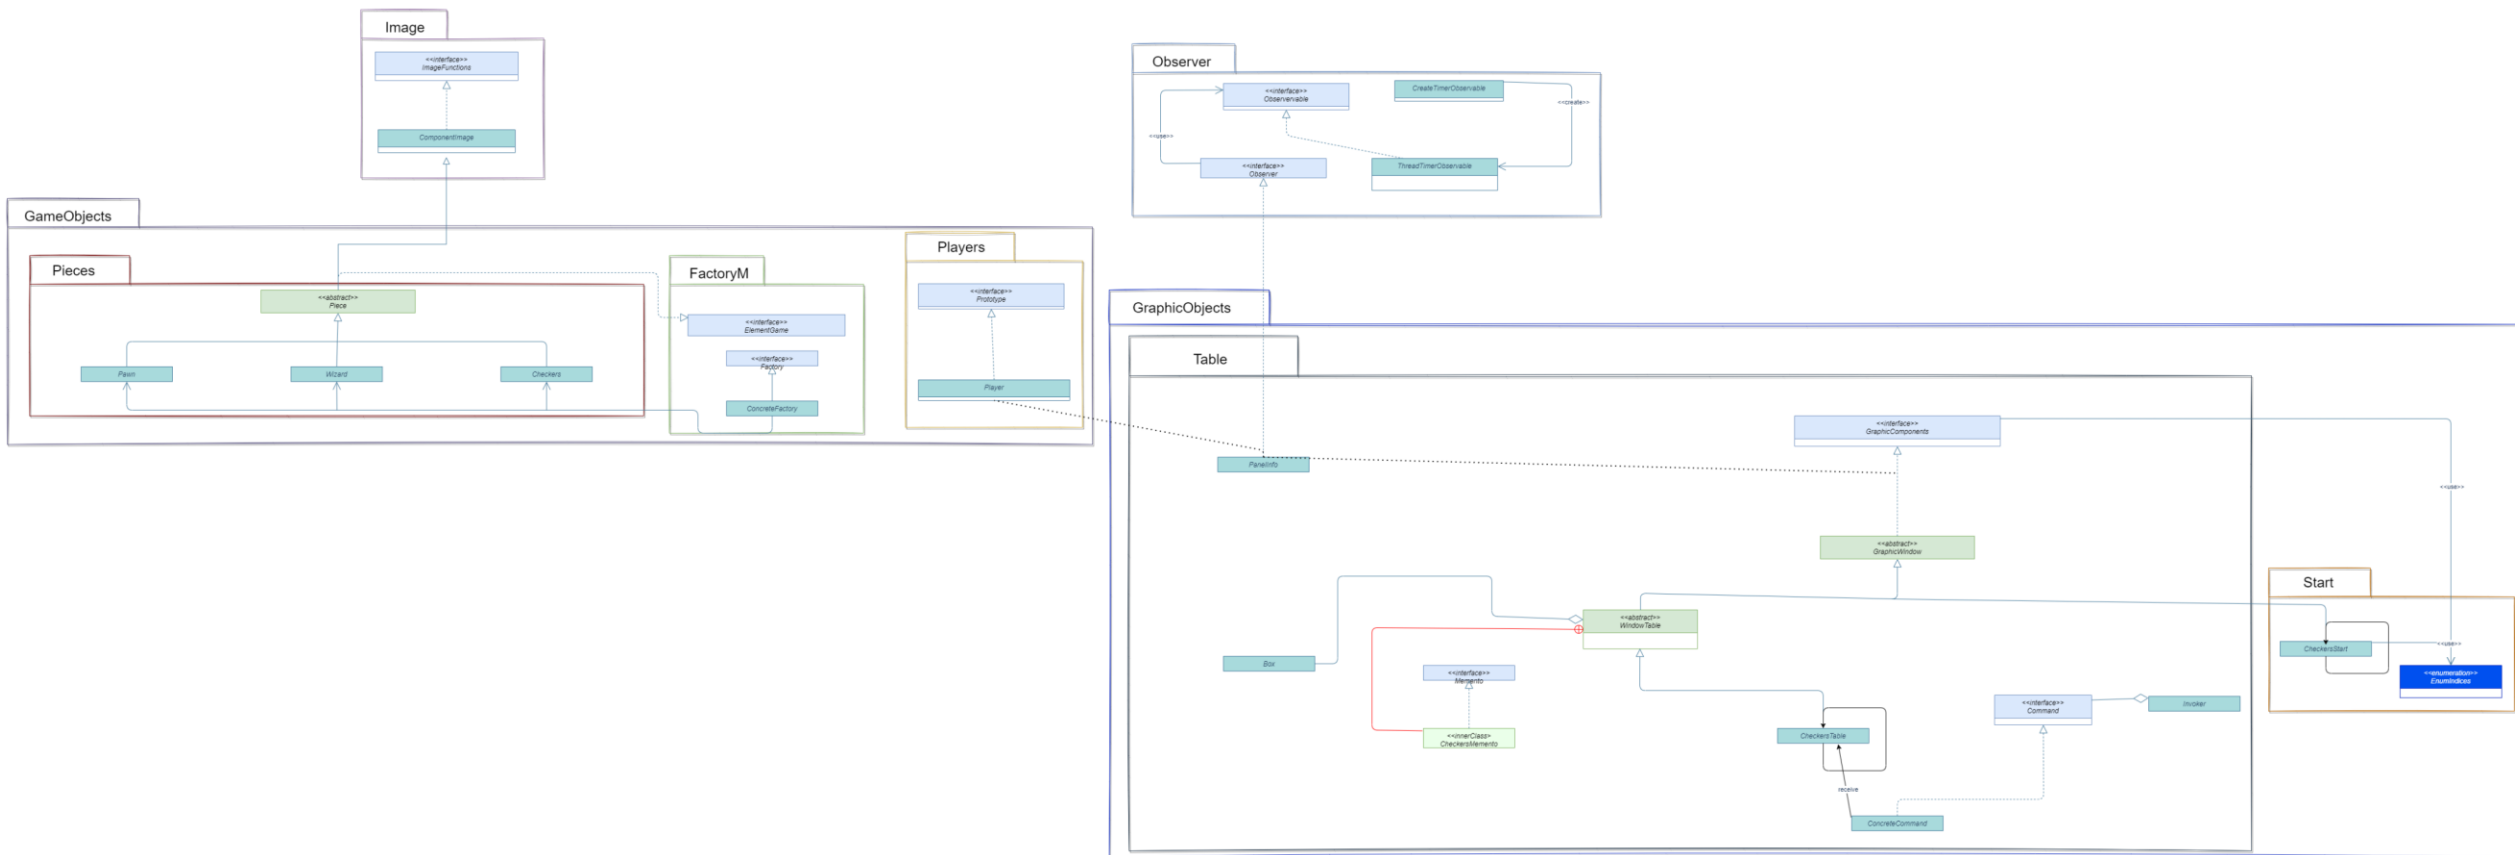 Image
<<interface>>
ImageFunctions
ComponentImage
Observer
<<interface>>
Observervable
CreateTimerObservable
<<create>>
<<use>>
<<interface>>
Observer
ThreadTimerObservable
GameObjects
Pieces
<<abstract>>
Piece
Pawn
Wizard
Checkers
FactoryM
<<interface>>
ElementGame
<<interface>>
Factory
ConcreteFactory
Players
<<interface>>
Prototype
Player
GraphicObjects
Table
<<interface>>
GraphicComponents
PanelInfo
<<use>>
<<abstract>>
GraphicWindow
<<abstract>>
WindowTable
Box
<<interface>>
Memento
<<innerClass>>
CheckersMemento
CheckersTable
receive
ConcreteCommand
<<interface>>
Command
Invoker
Start
CheckersStart
<<use>>
<<enumeration>>
EnumIndices